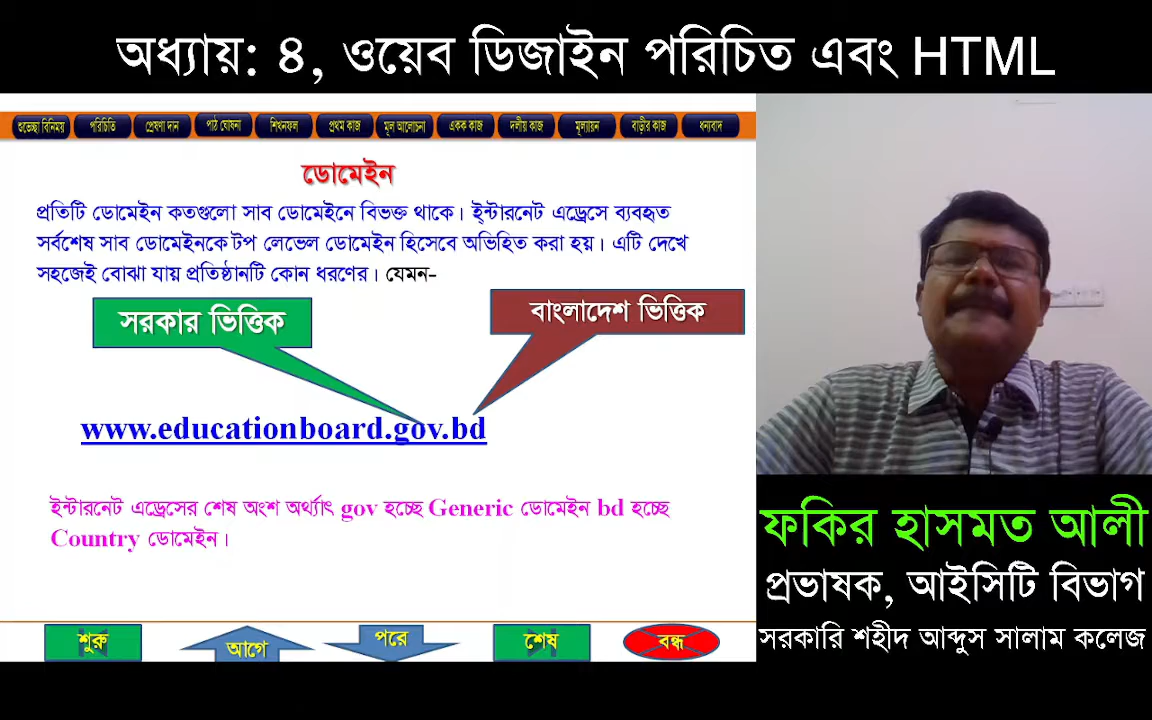 অধ্যায়: ৪, ওয়েব ডিজাইন পরিচিত এবং HTML
শুভেচ্ছা বিনিময় পরিচিতি প্রেষণা দান পাঠ ঘোষনা শিখনফল প্রথম কাজ মূল আলোচনা একক কাজ দলীয় কাজ মূল্যায়ন বাড়ীর কাজ ধন্যবাদ
ডোমেইন
প্রতিটি ডোমেইন কতগুলো সাব ডোমেইনে বিভক্ত থাকে। ই্ন্টারনেট এড্রেসে ব্যবহৃত
সর্বশেষ সাব ডোমেইনকে টপ লেভেল ডোমেইন হিসেবে অভিহিত করা হয়। এটি দেখে
সহজেই বোঝা যায় প্রতিষ্ঠানটি কোন ধরণের। যেমন-
সরকার ভিত্তিক
বাংলাদেশ ভিত্তিক
www.educationboard.gov.bd
ইন্টারনেট এড্রেসের শেষ অংশ অর্থ্যাৎ gov হচ্ছে Generic ডোমেইন bd হচ্ছে
Country ডোমেইন।
শুরু
আগে
পরে
শেষ
বন্ধ
ফকির হাসমত আলী
প্রভাষক, আইসিটি বিভাগ
সরকারি শহীদ আব্দুস সালাম কলেজ